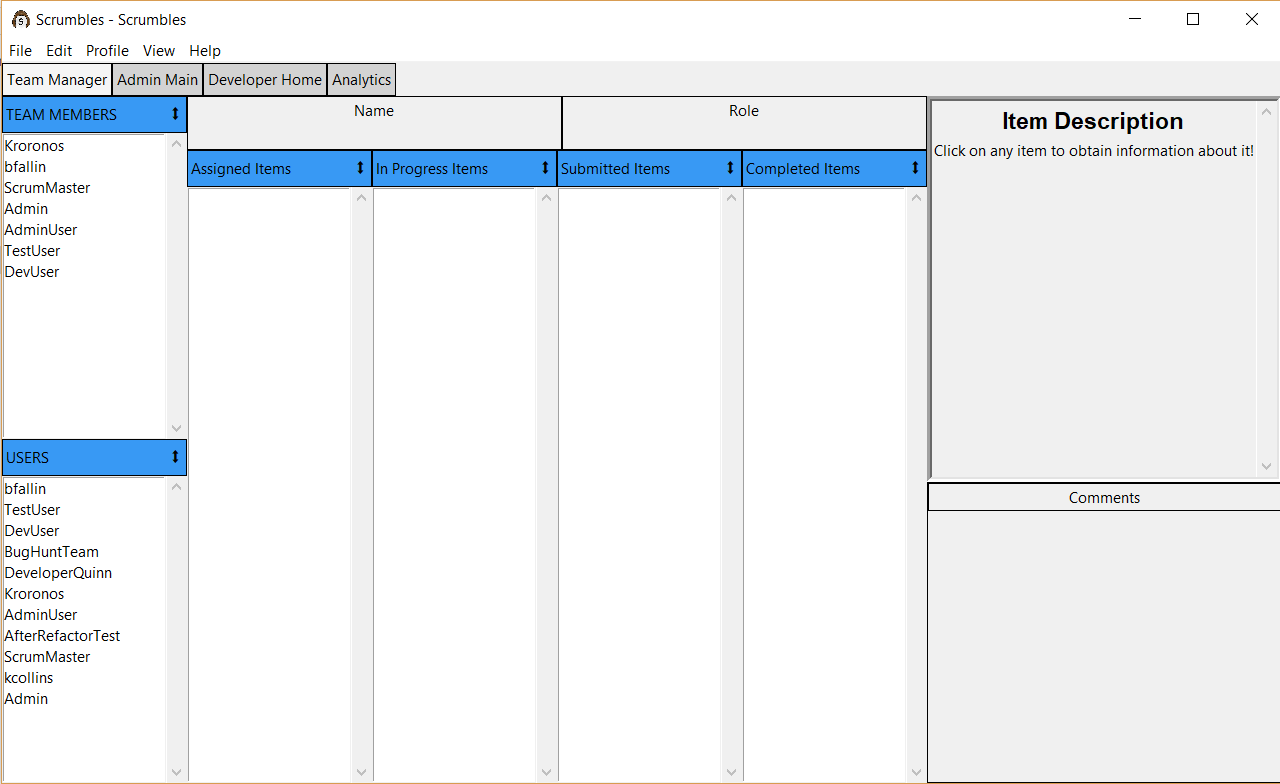 Scrumbles - Scrumbles
File Edit Profile View Help
Team Manager Admin Main Developer Home Analytics
TEAM MEMBERS
Kroronos
bfallin
ScrumMaster
Admin
AdminUser
TestUser
DevUser
USERS
bfallin
TestUser
DevUser
BugHuntTeam
DeveloperQuinn
Kroronos
AdminUser
AfterRefactorTest
ScrumMaster
kcollins
Admin
Name Role
Assigned Items In Progress Items Submitted Items Completed Items
Item Description
Click on any item to obtain information about it!
Comments